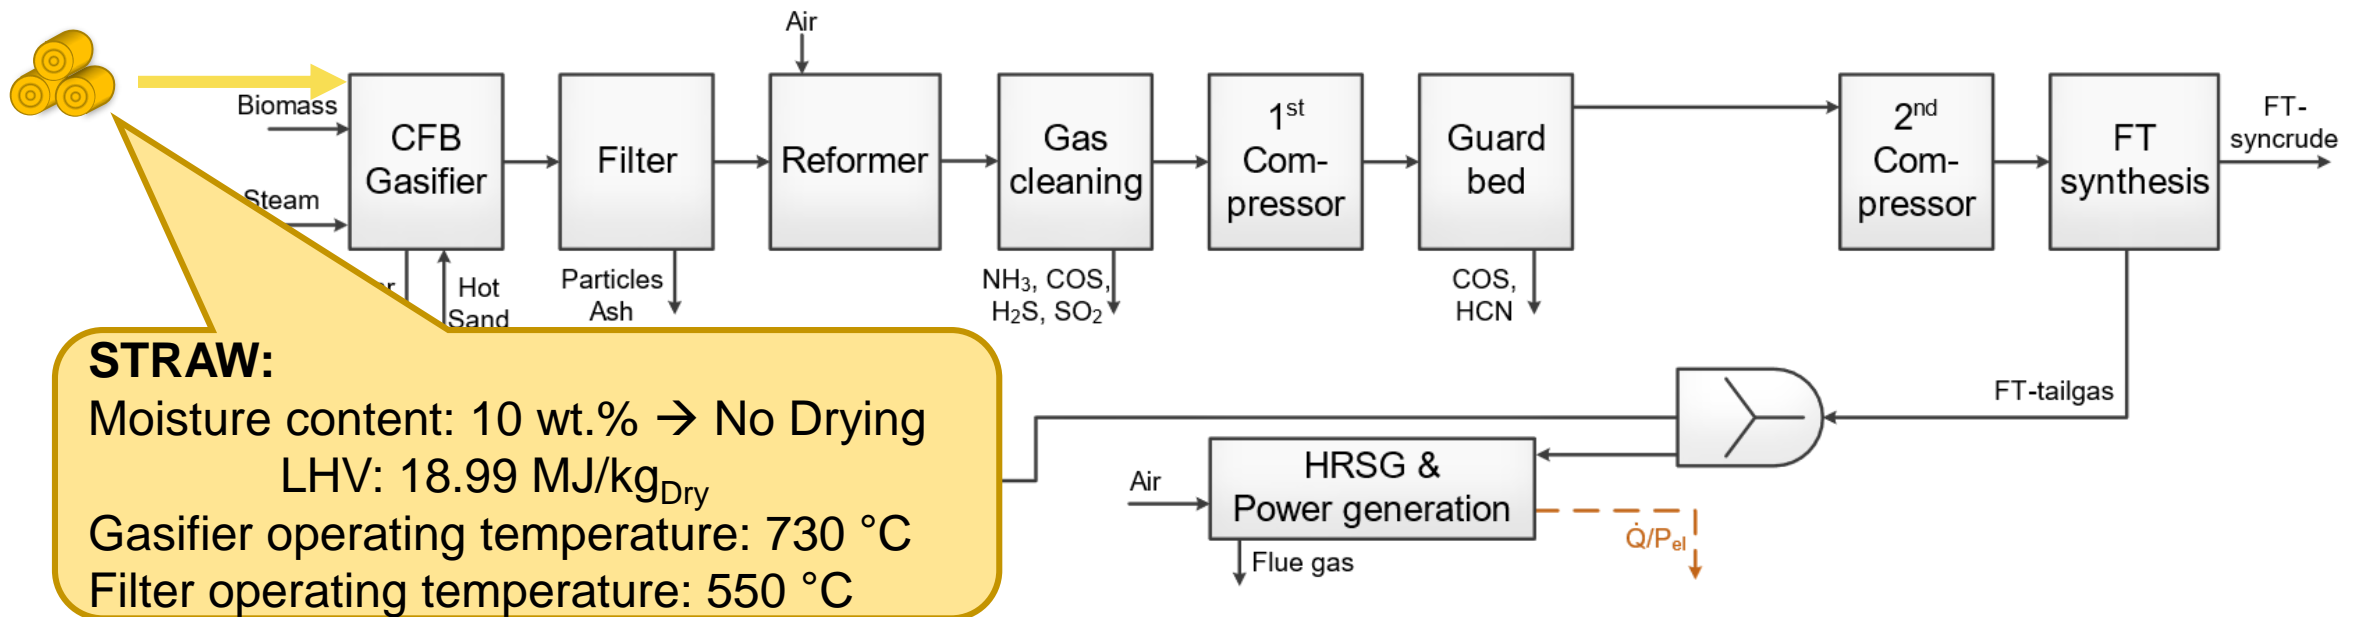 Air
Biomass
CFB
Gasifier
Steam
Hot
Sand
Filter
Particles
Ash
Reformer
Gas
cleaning
NH₃, COS,
H₂S, SO₂
1st
Com-
pressor
Guard
bed
COS,
HCN
2nd
Com-
pressor
FT
synthesis
FT-
syncrude
FT-tailgas
STRAW:
Moisture content: 10 wt.% → No Drying
LHV: 18.99 MJ/kgDry
Gasifier operating temperature: 730 °C
Filter operating temperature: 550 °C
Air
HRSG &
Power generation
Flue gas
Q̇/Pel